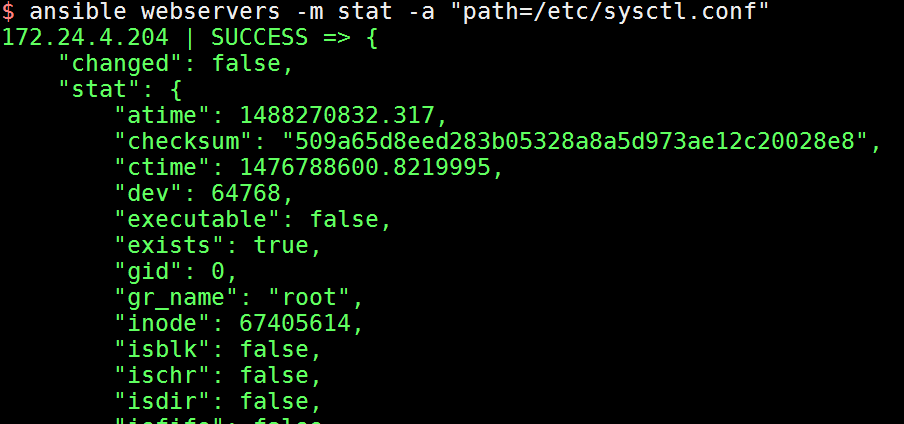 $ ansible webservers -m stat -a "path=/etc/sysctl.conf"
172.24.4.204 | SUCCESS => {
    "changed": false,
    "stat": {
        "atime": 1488270832.317,
        "checksum": "509a65d8eed283b05328a8a5d973ae12c20028e8",
        "ctime": 1476788600.8219995,
        "dev": 64768,
        "executable": false,
        "exists": true,
        "gid": 0,
        "gr_name": "root",
        "inode": 67405614,
        "isblk": false,
        "ischr": false,
        "isdir": false,